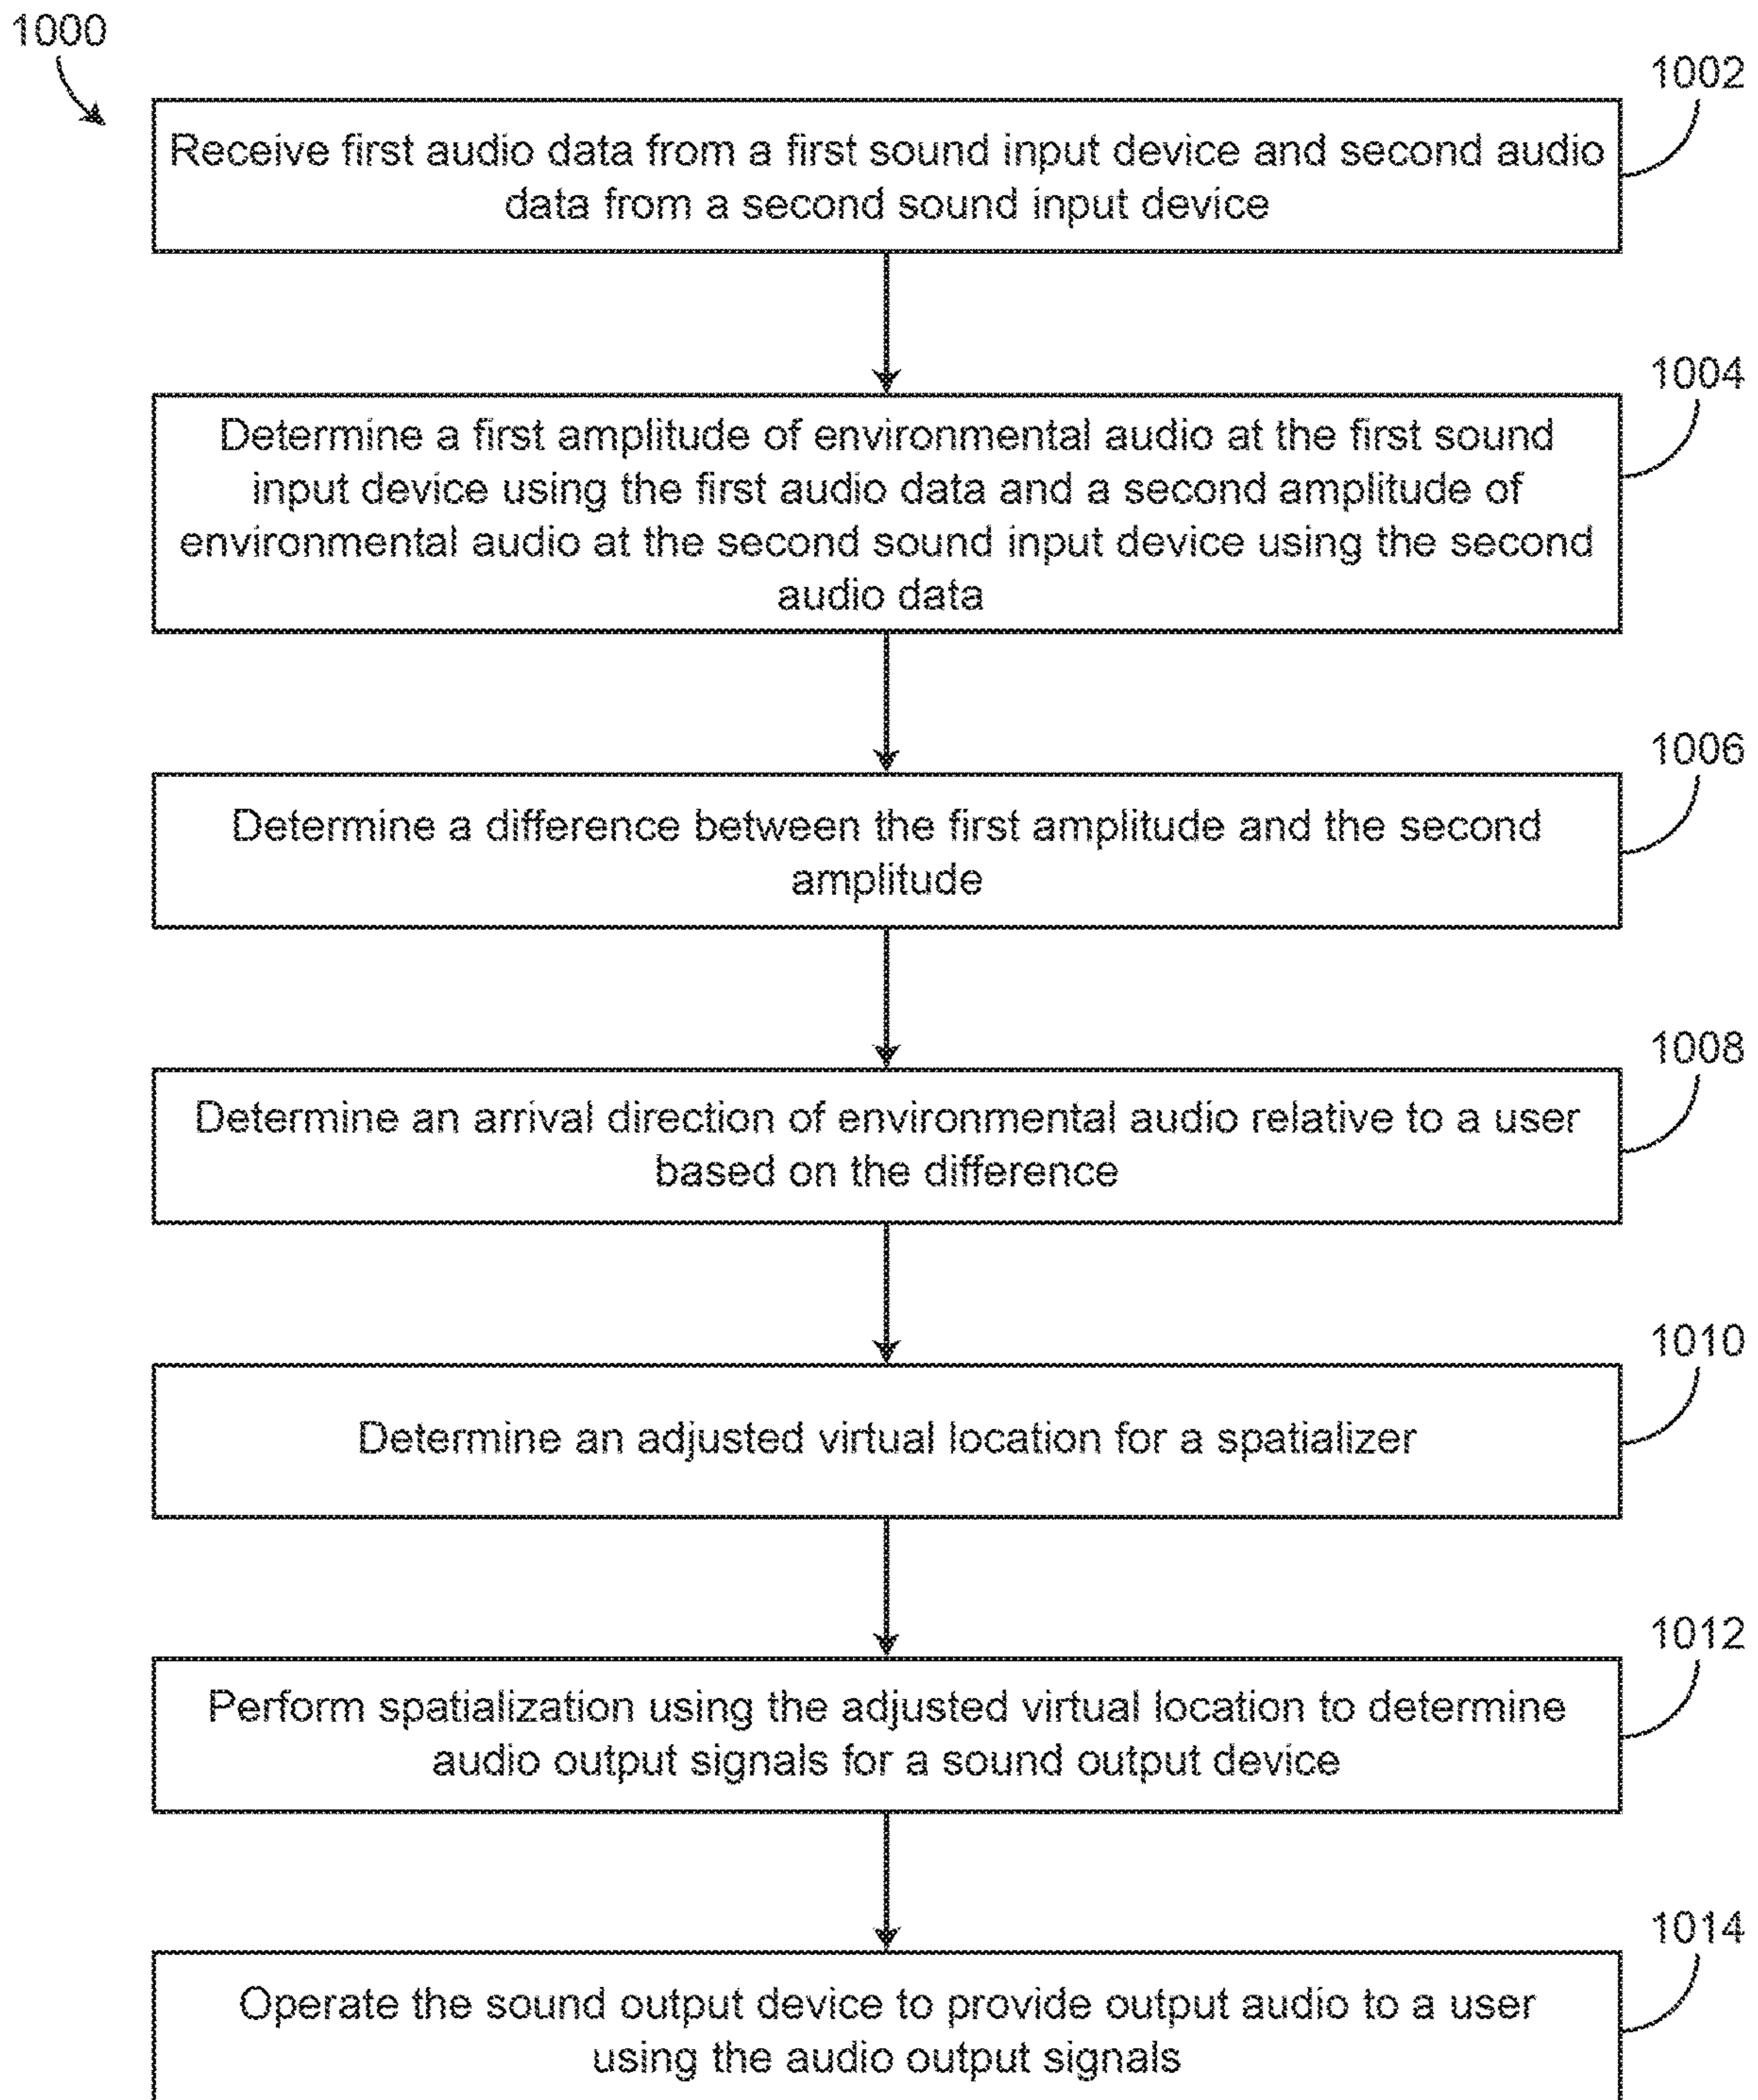 1000
1002
Receive first audio data from a first sound input device and second audio
data from a second sound input device
1004
Determine a first amplitude of environmental audio at the first sound
input device using the first audio data and a second amplitude of
environmental audio at the second sound input device using the second
audio data
1006
Determine a difference between the first amplitude and the second
amplitude
1008
Determine an arrival direction of environmental audio relative to a user
based on the difference
1010
Determine an adjusted virtual location for a spatializer
1012
Perform spatialization using the adjusted virtual location to determine
audio output signals for a sound output device
1014
Operate the sound output device to provide output audio to a user
using the audio output signals